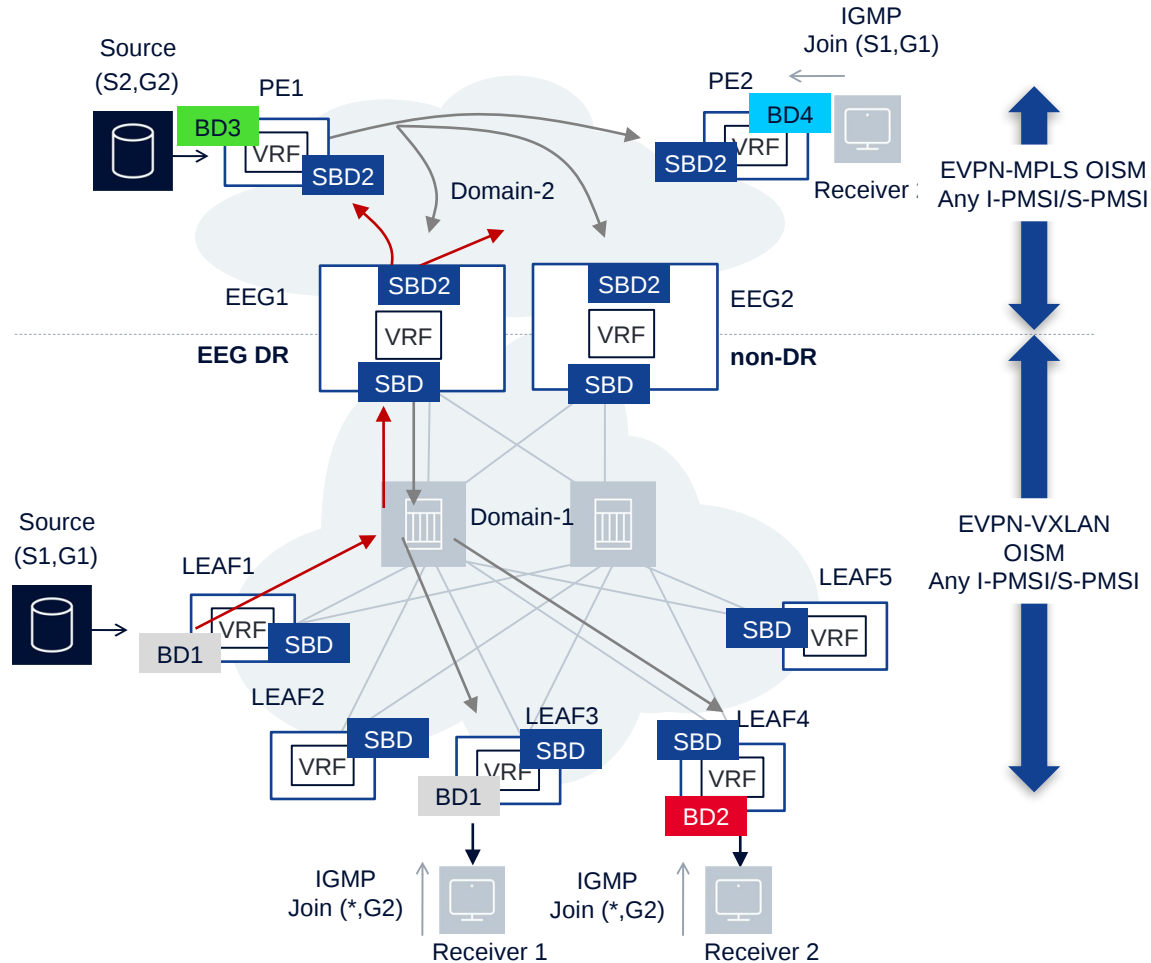 IGMP
Join (S1,G1)
Source
(S2,G2)
PE1
PE2
BD3
BD4
VRF
VRF
SBD2
SBD2
Domain-2
Receiver
EVPN-MPLS OISM
Any I-PMSI/S-PMSI
SBD2
SBD2
EEG1
EEG2
VRF
VRF
EEG DR
non-DR
SBD
SBD
Source
(S1,G1)
Domain-1
EVPN-VXLAN
OISM
Any I-PMSI/S-PMSI
LEAF1
LEAF5
VRF
SBD
BD1
SBD
VRF
LEAF2
LEAF3
LEAF4
SBD
SBD
SBD
VRF
VRF
VRF
BD1
BD2
IGMP
Join (*,G2)
IGMP
Join (*,G2)
Receiver 1
Receiver 2